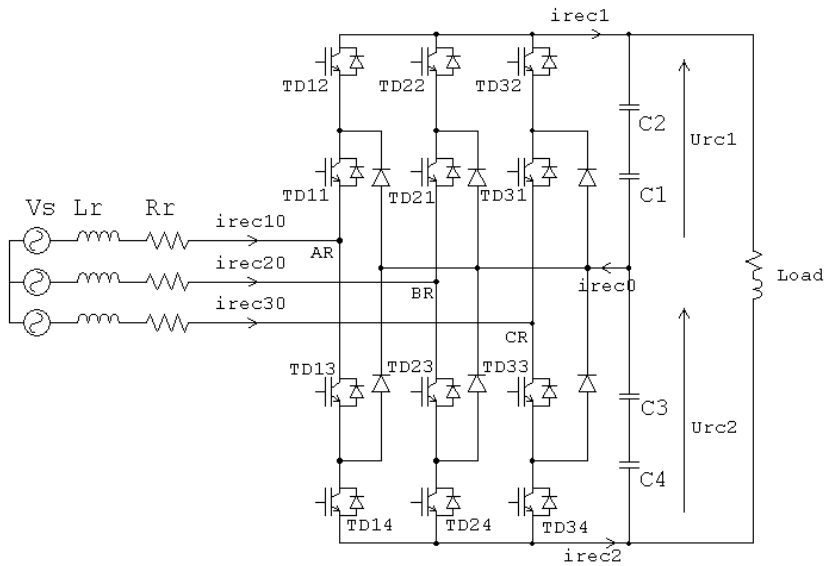 irec1
TD12
TD22
TD32
C2
Urc1
TD11
TD21
TD31
C1
Vs Lr Rr
irec10
AR
irec20
BR
irec0
Load
irec30
CR
TD13
TD23
TD33
C3
Urc2
C4
TD14
TD24
TD34
irec2